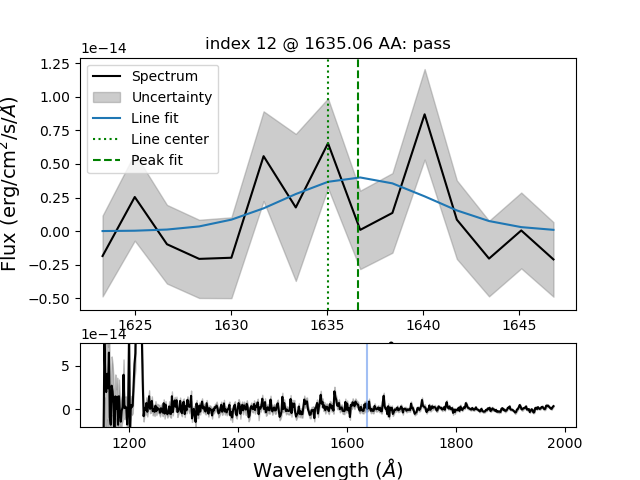 index 12 @ 1635.06 AA: pass
1e−14
Flux (erg/cm²/s/Å)
1.25
1.00
0.75
0.50
0.25
0.00
−0.25
−0.50
Spectrum
Uncertainty
Line fit
Line center
Peak fit
1625 1630 1635 1640 1645
1e−14
5
0
1200 1400 1600 1800 2000
Wavelength (Å)